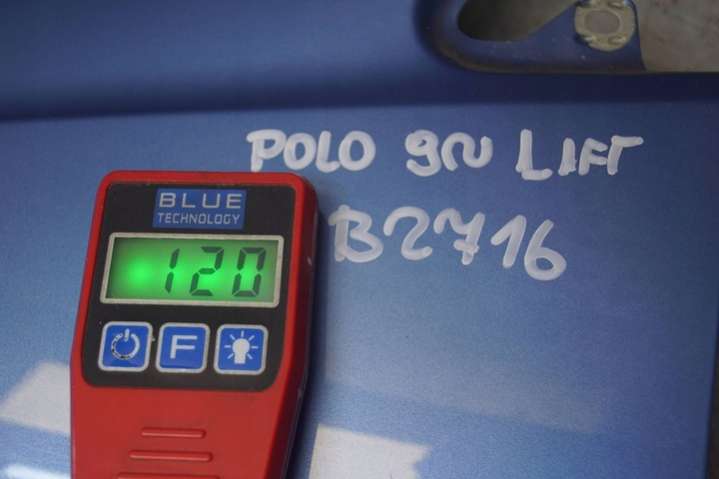 POLO 9N LIFT
B2716
BLUE
TECHNOLOGY
120
F